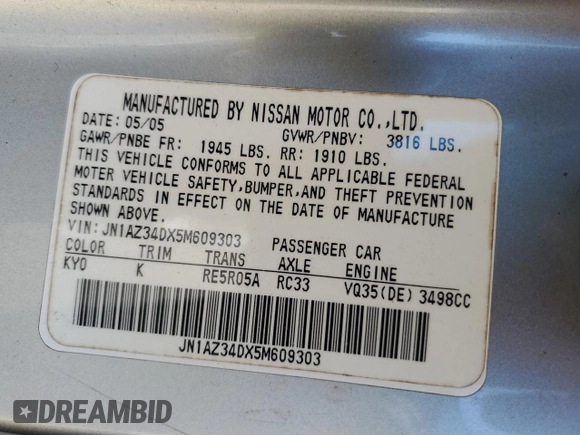 MANUFACTURED BY NISSAN MOTOR CO.,LTD.
DATE: 05/05 GVWR/PNBV: 3816 LBS.
GAWR/PNBE FR: 1945 LBS. RR: 1910 LBS.
THIS VEHICLE CONFORMS TO ALL APPLICABLE FEDERAL
MOTOR VEHICLE SAFETY,BUMPER,AND THEFT PREVENTION
STANDARDS IN EFFECT ON THE DATE OF MANUFACTURE
SHOWN ABOVE.
VIN: JN1AZ34DX5M609303 PASSENGER CAR
COLOR TRIM TRANS AXLE ENGINE
KY0 K RE5R05A RC33 VQ35(DE) 3498CC
JN1AZ34DX5M609303
DREAMBID